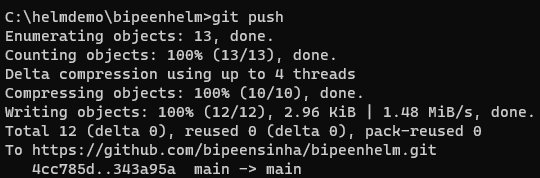 C:\helmdemo\bipeenhelm>git push
Enumerating objects: 13, done.
Counting objects: 100% (13/13), done.
Delta compression using up to 4 threads
Compressing objects: 100% (10/10), done.
Writing objects: 100% (12/12), 2.96 KiB | 1.48 MiB/s, done.
Total 12 (delta 0), reused 0 (delta 0), pack-reused 0
To https://github.com/bipeensinha/bipeenhelm.git
   4cc785d..343a95a  main -> main